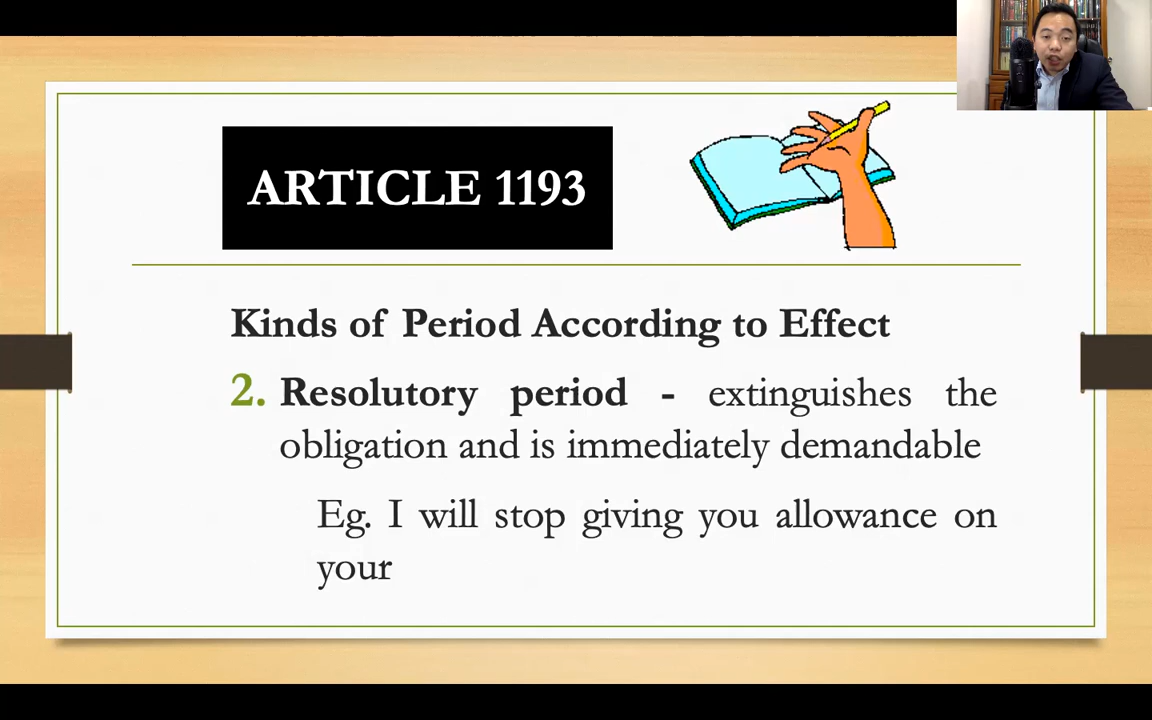 ARTICLE 1193
Kinds of Period According to Effect
2. Resolutory period - extinguishes the
obligation and is immediately demandable
Eg. I will stop giving you allowance on
your